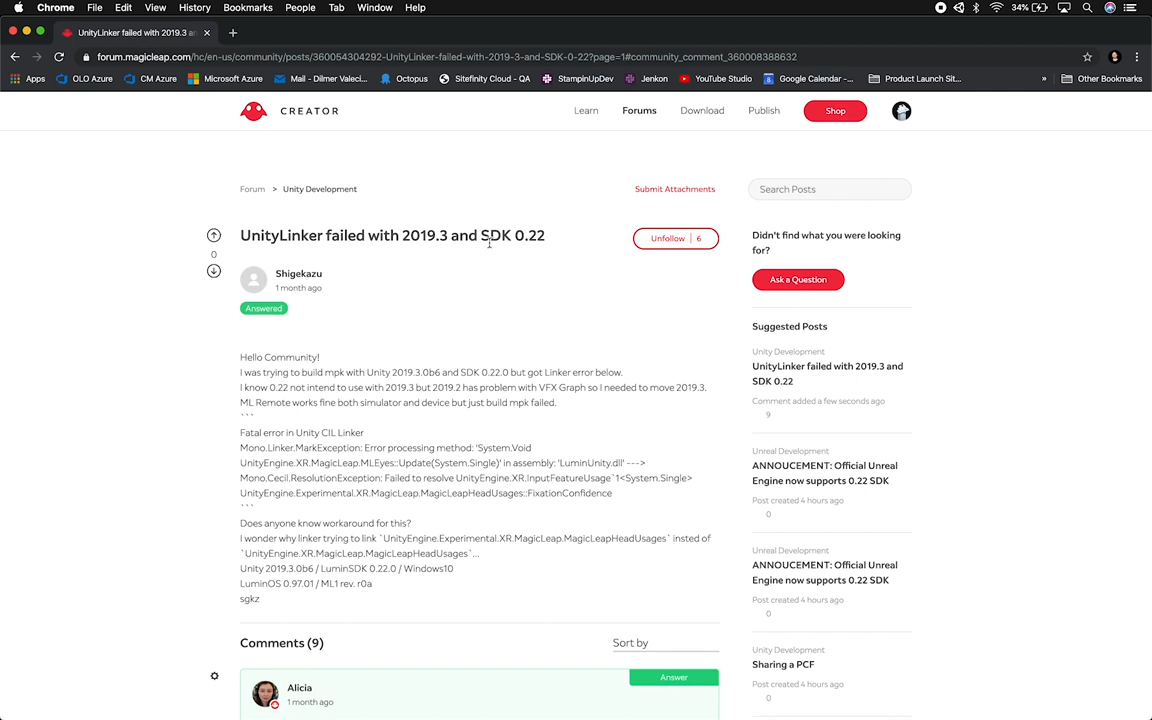 Chrome File Edit View History Bookmarks People Tab Window Help 34%
UnityLinker failed with 2019.3 an
forum.magicleap.com/hc/en-us/community/posts/360054304292-UnityLinker-failed-with-2019-3-and-SDK-0-22?page=1#community_comment_360008388632
Apps OLO Azure CM Azure Microsoft Azure Mail - Dilmer Valeci... Octopus Sitefinity Cloud - QA StampinUpDev Jenkon YouTube Studio Google Calendar -... Product Launch Sit... » Other Bookmarks
CREATOR Learn Forums Download Publish Shop
Forum > Unity Development Submit Attachments Search Posts
UnityLinker failed with 2019.3 and SDK 0.22
Unfollow | 6
0
Shigekazu
1 month ago
Answered
Hello Community!
I was trying to build mpk with Unity 2019.3.0b6 and SDK 0.22.0 but got Linker error below.
I know 0.22 not intend to use with 2019.3 but 2019.2 has problem with VFX Graph so I needed to move 2019.3.
ML Remote works fine both simulator and device but just build mpk failed.
```
Fatal error in Unity CIL Linker
Mono.Linker.MarkException: Error processing method: 'System.Void
UnityEngine.XR.MagicLeap.MLEyes::Update(System.Single)' in assembly: 'LuminUnity.dll' --->
Mono.Cecil.ResolutionException: Failed to resolve UnityEngine.XR.InputFeatureUsage`1<System.Single>
UnityEngine.Experimental.XR.MagicLeap.MagicLeapHeadUsages::FixationConfidence
```
Does anyone know workaround for this?
I wonder why linker trying to link `UnityEngine.Experimental.XR.MagicLeap.MagicLeapHeadUsages` insted of
`UnityEngine.XR.MagicLeap.MagicLeapHeadUsages`...
Unity 2019.3.0b6 / LuminSDK 0.22.0 / Windows10
LuminOS 0.97.01 / ML1 rev. r0a
sgkz
Comments (9) Sort by
Answer
Alicia
1 month ago
Didn't find what you were looking
for?
Ask a Question
Suggested Posts
Unity Development
UnityLinker failed with 2019.3 and
SDK 0.22
Comment added a few seconds ago
9
Unreal Development
ANNOUCEMENT: Official Unreal
Engine now supports 0.22 SDK
Post created 4 hours ago
0
Unreal Development
ANNOUCEMENT: Official Unreal
Engine now supports 0.22 SDK
Post created 4 hours ago
0
Unity Development
Sharing a PCF
Post created 4 hours ago
0